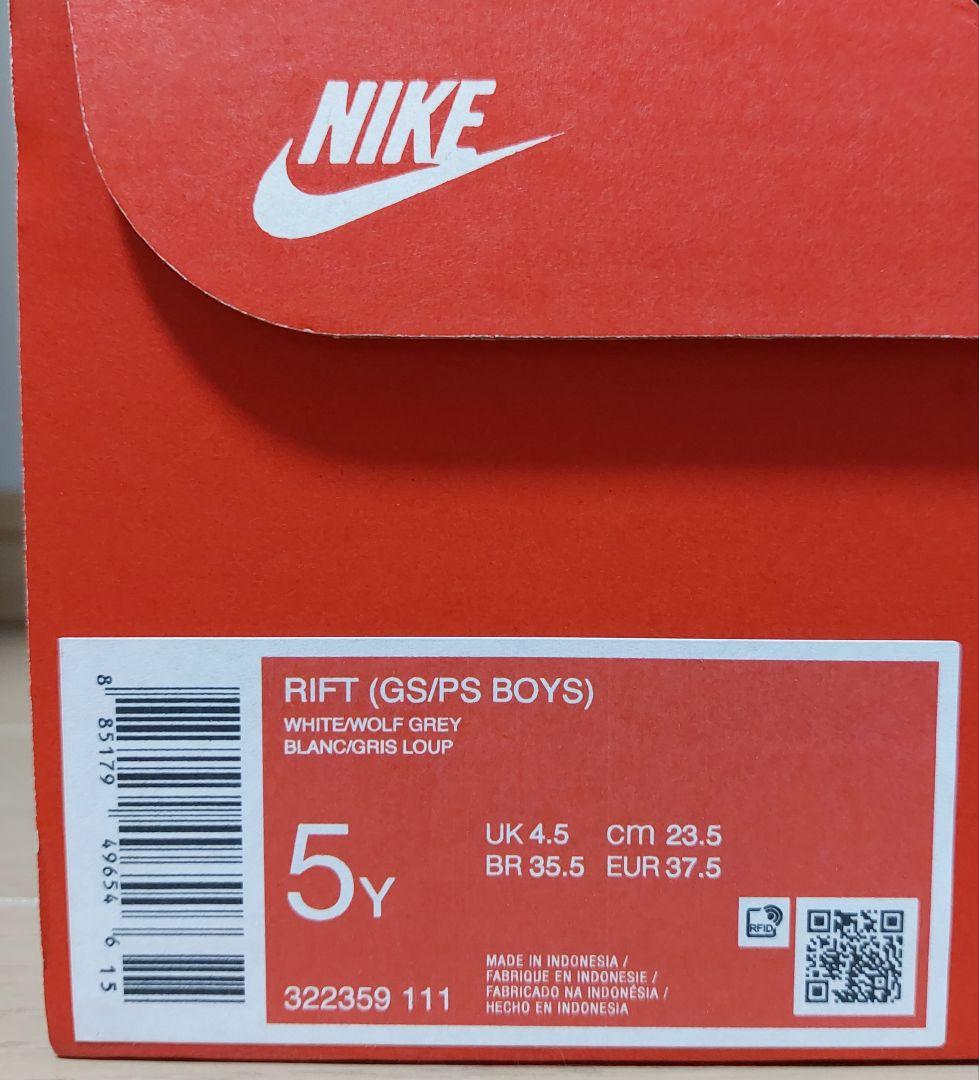 NIKE
RIFT (GS/PS BOYS)
WHITE/WOLF GREY
BLANC/GRIS LOUP
5Y
UK 4.5 cm 23.5
BR 35.5 EUR 37.5
RFID
MADE IN INDONESIA /
FABRIQUE EN INDONESIE /
FABRICADO NA INDONÉSIA /
HECHO EN INDONESIA
322359 111
8 85179 49654 6 15